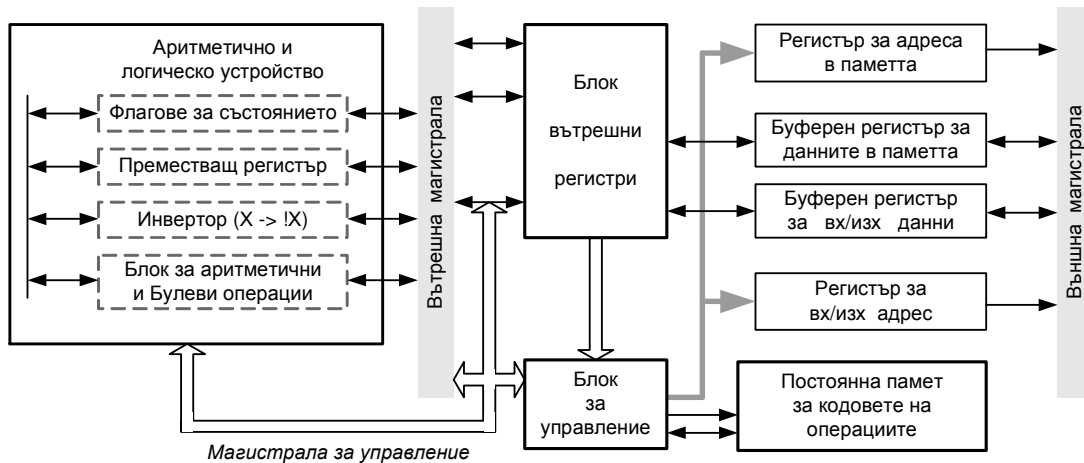 Аритметично и
логическо устройство
Флагове за състоянието
Преместващ регистър
Инвертор (X -> !X)
Блок за аритметични
и Булеви операции
Вътрешна магистрала
Блок
вътрешни
регистри
Регистър за адреса
в паметта
Буферен регистър за
данните в паметта
Буферен регистър
за вх/изх данни
Регистър за
вх/изх адрес
Външна магистрала
Блок
за
управление
Постоянна памет
за кодовете на
операциите
Магистрала за управление